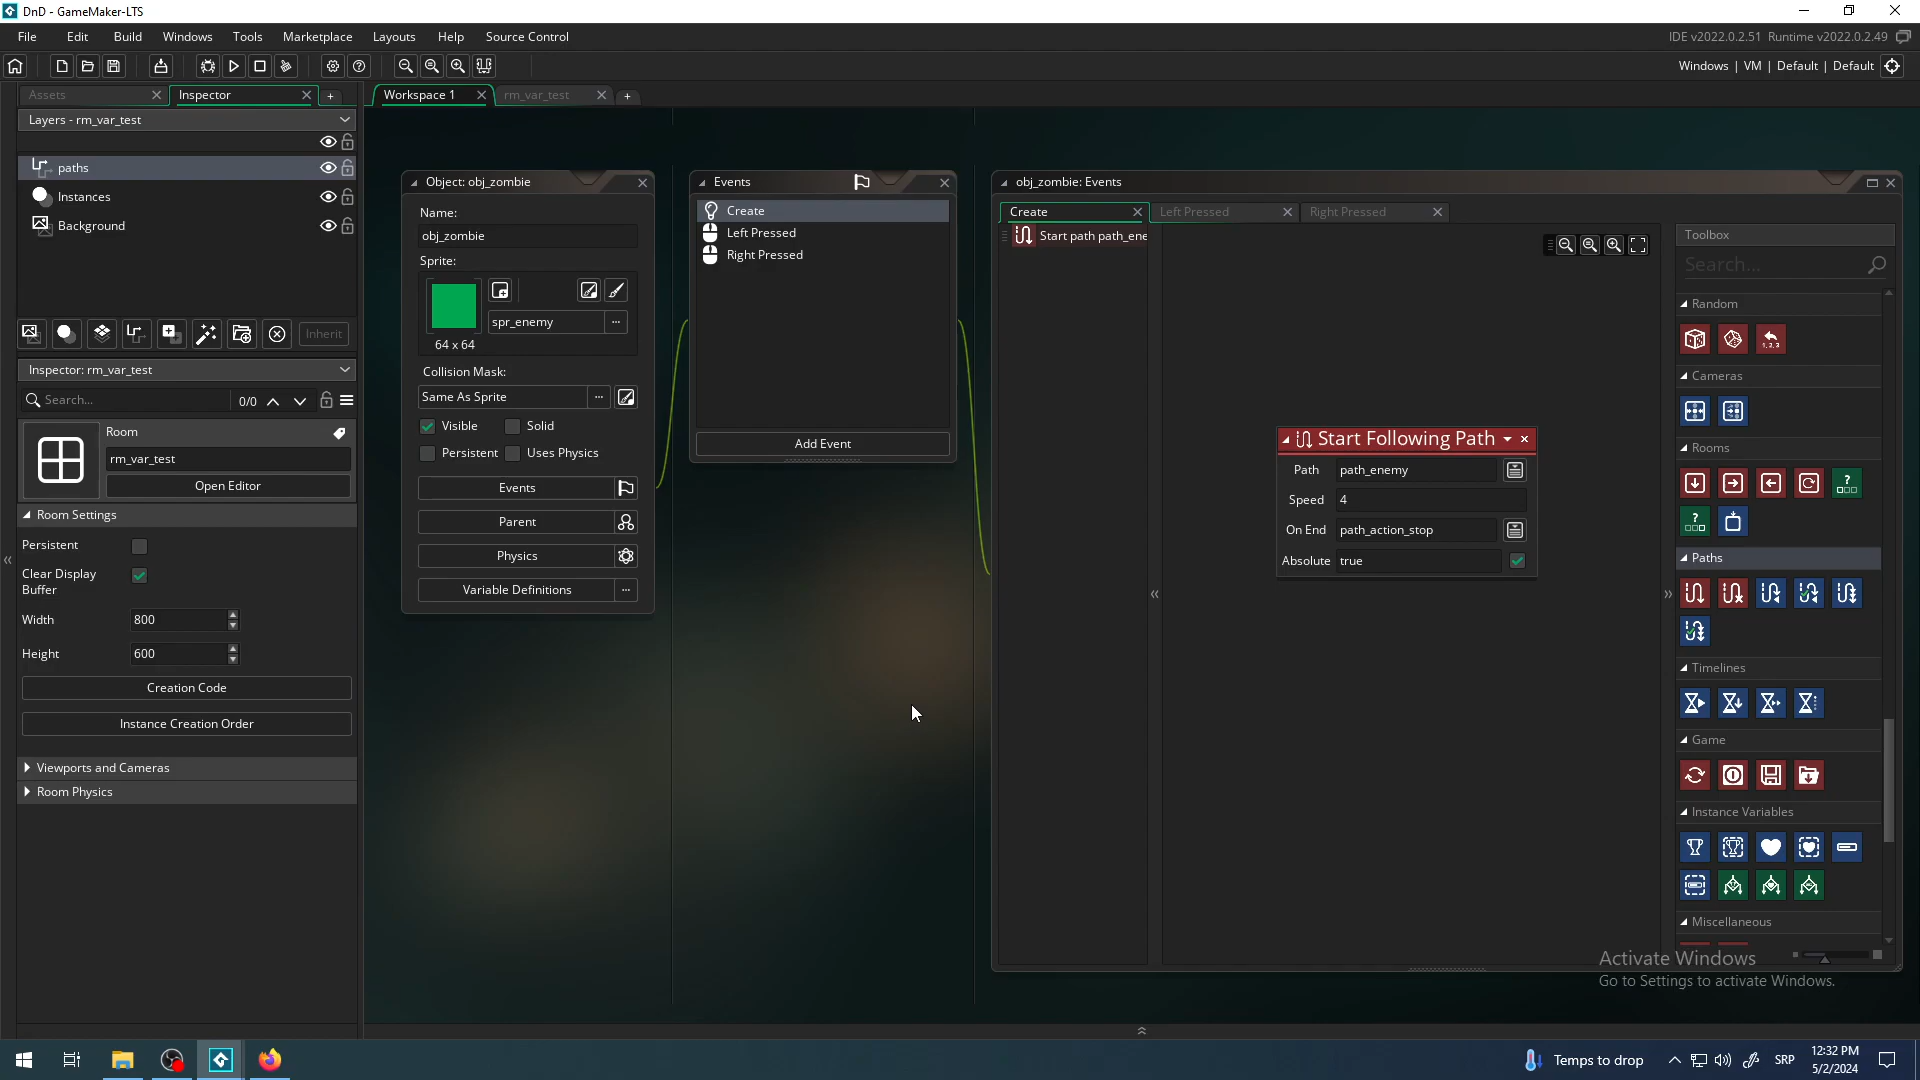 DnD - GameMaker-LTS
File Edit Build Windows Tools Marketplace Layouts Help Source Control
IDE v2022.0.2.51 Runtime v2022.0.2.49
Windows | VM | Default | Default
Assets
Inspector
Workspace 1
rm_var_test
Layers - rm_var_test
paths
Instances
Background
Inherit
Inspector: rm_var_test
Search...
0/0
Room
rm_var_test
Open Editor
Room Settings
Persistent
Clear Display
Buffer
Width
800
Height
600
Creation Code
Instance Creation Order
Viewports and Cameras
Room Physics
Object: obj_zombie
Name:
obj_zombie
Sprite:
spr_enemy
64 x 64
Collision Mask:
Same As Sprite
Visible
Solid
Persistent
Uses Physics
Events
Parent
Physics
Variable Definitions
Events
Create
Left Pressed
Right Pressed
Add Event
obj_zombie: Events
Create
Left Pressed
Right Pressed
Start path path_ene
Start Following Path
Path
path_enemy
Speed
4
On End
path_action_stop
Absolute
true
Toolbox
Search...
Random
Cameras
Rooms
Paths
Timelines
Game
Instance Variables
Miscellaneous
Activate Windows
Go to Settings to activate Windows.
Temps to drop
SRP
12:32 PM
5/2/2024